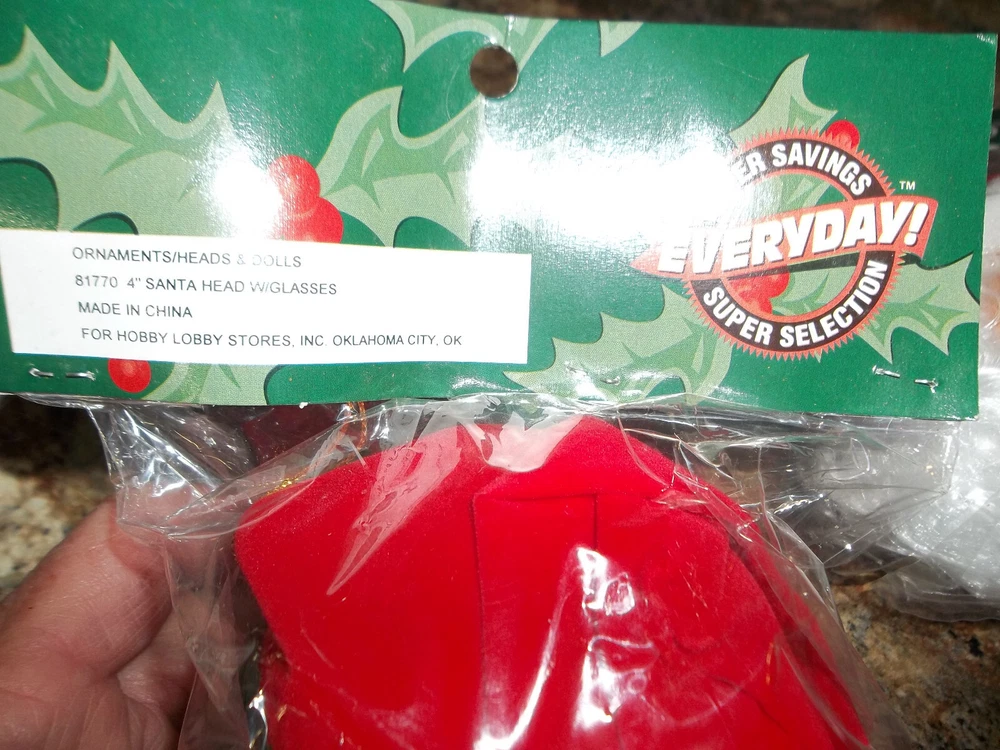 ORNAMENTS/HEADS & DOLLS
81770 4" SANTA HEAD W/GLASSES
MADE IN CHINA
FOR HOBBY LOBBY STORES, INC. OKLAHOMA CITY, OK
SAVINGS
EVERYDAY!™
SUPER SELECTION